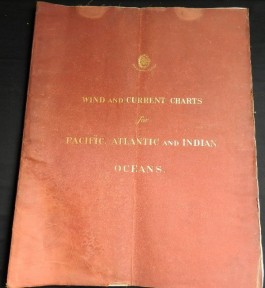 WIND AND CURRENT CHARTS
for
PACIFIC, ATLANTIC AND INDIAN
OCEANS